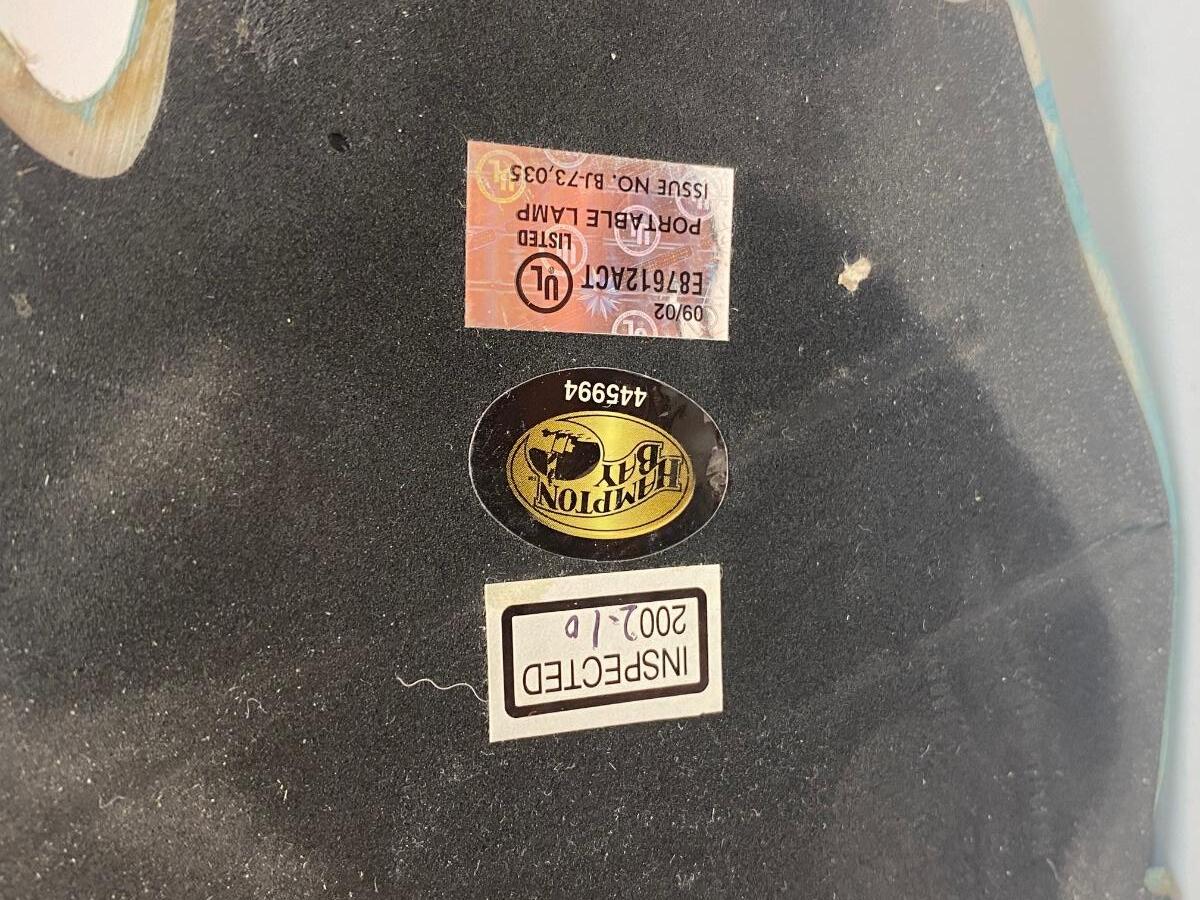 INSPECTED
2002-10
HAMPTON
BAY
445994
09/02
E87612ACT
UL
LISTED
PORTABLE LAMP
ISSUE NO. BJ-73,035